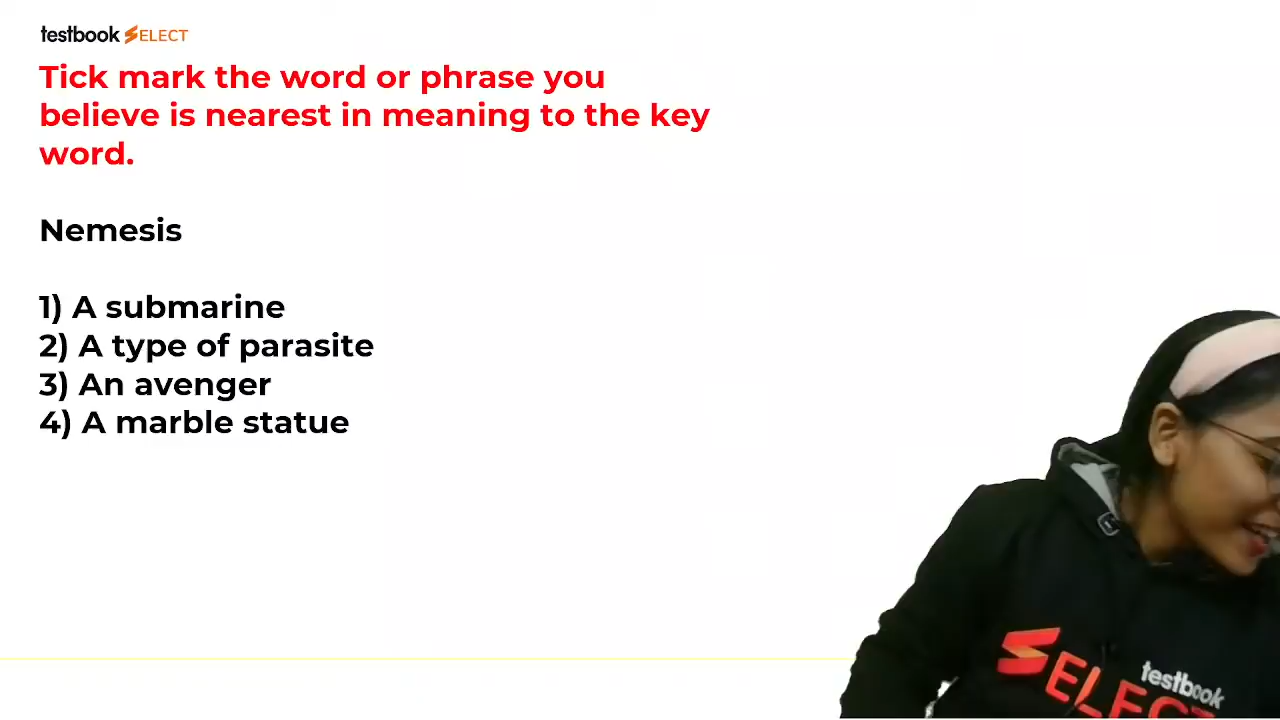 testbook SELECT
Tick mark the word or phrase you
believe is nearest in meaning to the key
word.
Nemesis
1) A submarine
2) A type of parasite
3) An avenger
4) A marble statue
testbook
SELECT